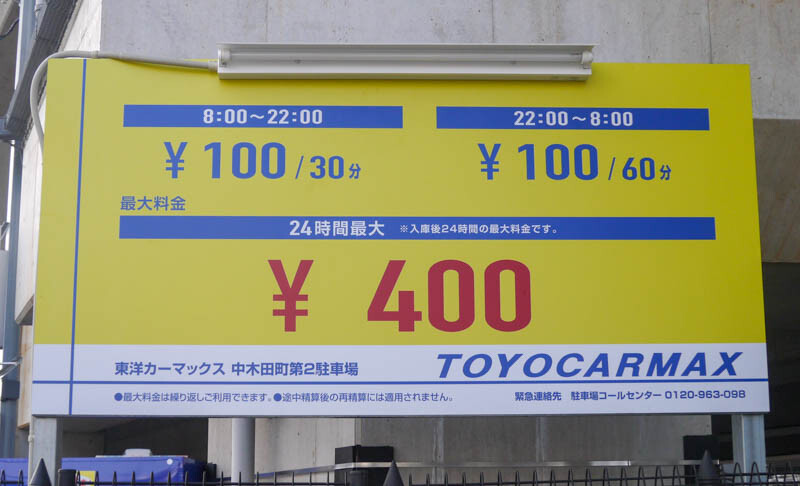 8:00〜22:00
22:00〜8:00
¥ 100 / 30分
¥ 100 / 60分
最大料金
24時間最大 ※入庫後24時間の最大料金です。
¥ 400
東洋カーマックス 中木田町第2駐車場
TOYOCARMAX
●最大料金は繰り返しご利用できます。●途中精算後の再精算には適用されません。
緊急連絡先 駐車場コールセンター 0120-963-098